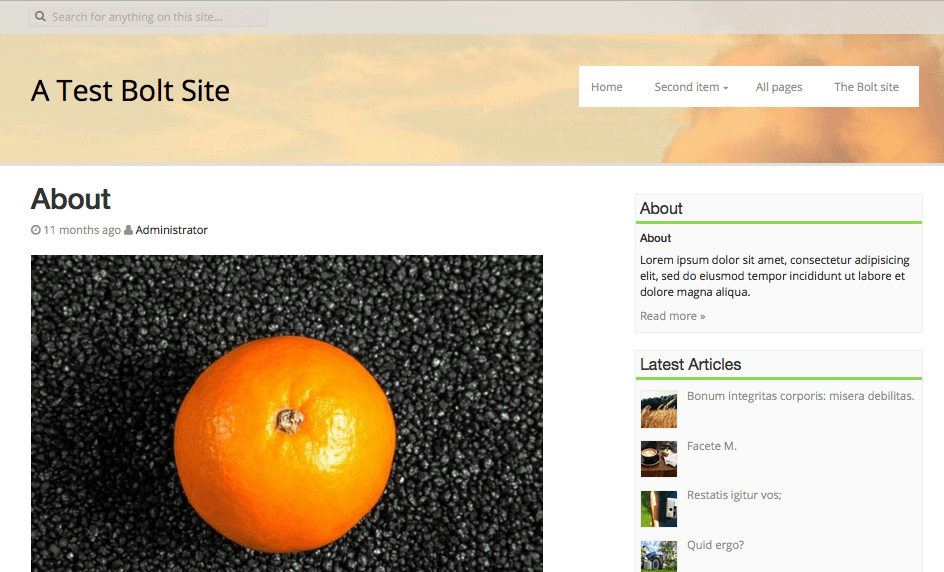 Search for anything on this site...
A Test Bolt Site
Home Second item All pages The Bolt site
About
11 months ago Administrator
About
About
Lorem ipsum dolor sit amet, consectetur adipisicing
elit, sed do eiusmod tempor incididunt ut labore et
dolore magna aliqua.
Read more »
Latest Articles
Bonum integritas corporis: misera debilitas.
Facete M.
Restatis igitur vos;
Quid ergo?